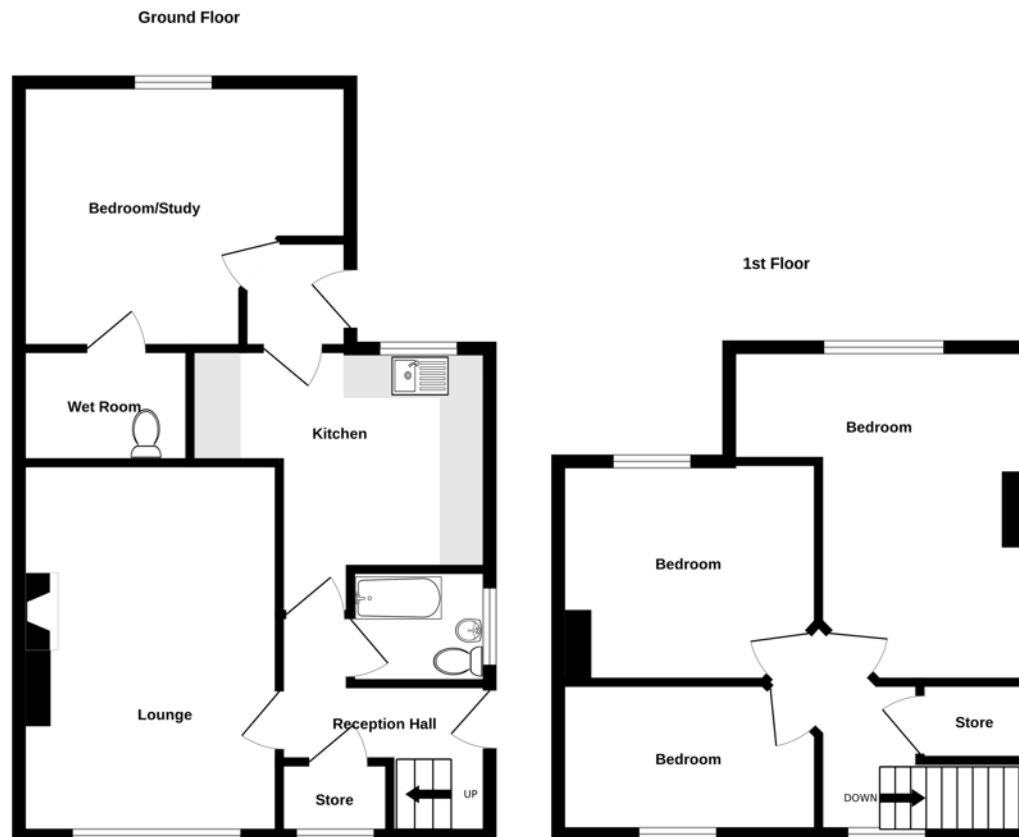 Ground Floor
Bedroom/Study
Wet Room
Kitchen
Lounge
Reception Hall
Store
UP
1st Floor
Bedroom
Bedroom
Bedroom
Store
DOWN